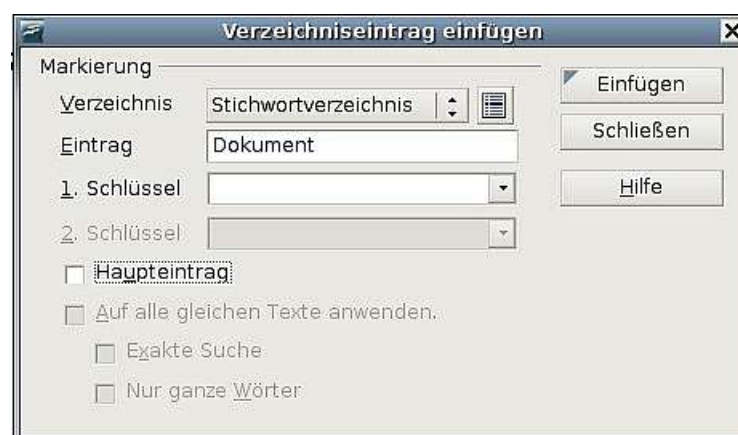 Verzeichniseintrag einfügen
Markierung
Verzeichnis Stichwortverzeichnis
Eintrag Dokument
1. Schlüssel
2. Schlüssel
Haupteintrag
Auf alle gleichen Texte anwenden.
Exakte Suche
Nur ganze Wörter
Einfügen
Schließen
Hilfe